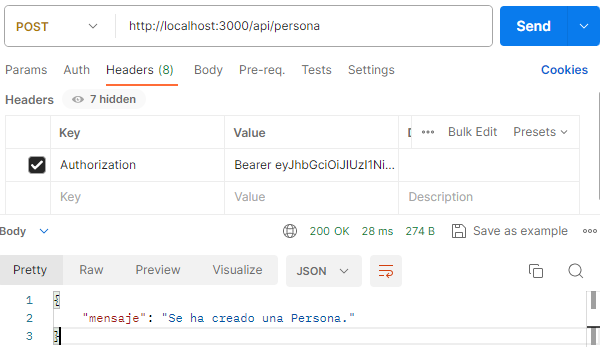 POST http://localhost:3000/api/persona Send
Params Auth Headers (8) Body Pre-req. Tests Settings Cookies
Headers 7 hidden
Key Value D ••• Bulk Edit Presets
Authorization Bearer eyJhbGciOiJIUzI1Ni...
Key Value Description
Body 200 OK 28 ms 274 B Save as example •••
Pretty Raw Preview Visualize JSON
1 {
2 "mensaje": "Se ha creado una Persona."
3 }